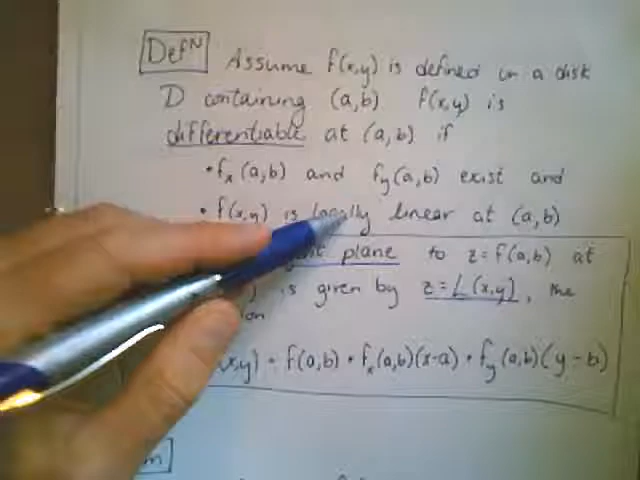 Defᴺ Assume f(x,y) is defined in a disk
D containing (a,b) f(x,y) is
differentiable at (a,b) if
• fx(a,b) and fy(a,b) exist and
• f(x,y) is locally linear at (a,b)
plane to z=f(a,b) at
is given by z=L(x,y), the
on
x,y) = f(a,b) + fx(a,b)(x-a) + fy(a,b)(y-b)
m